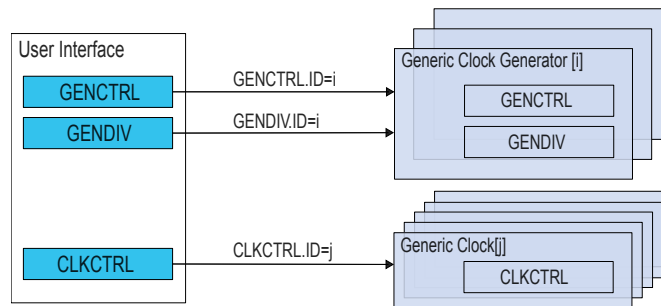 User Interface
GENCTRL
GENDIV
CLKCTRL
GENCTRL.ID=i
GENDIV.ID=i
CLKCTRL.ID=j
Generic Clock Generator [i]
GENCTRL
GENDIV
Generic Clock[j]
CLKCTRL